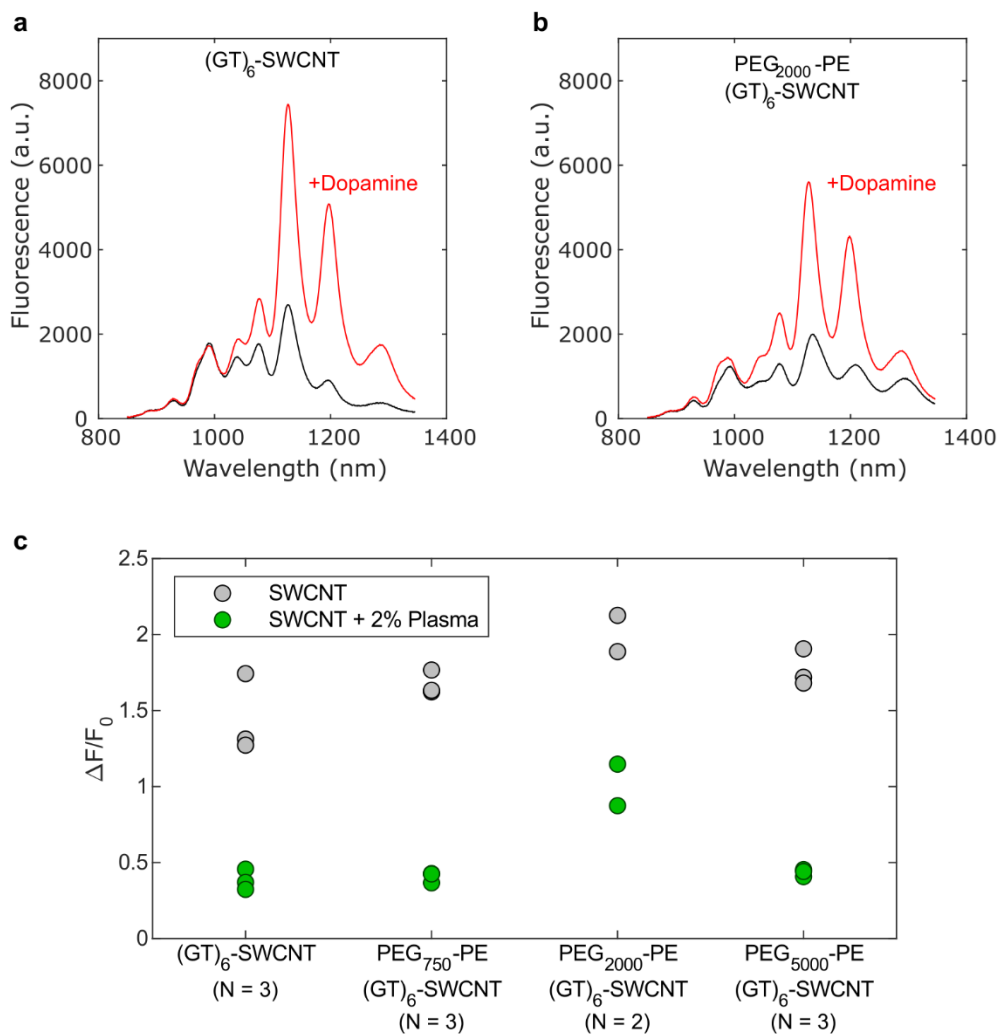 a
(GT)6-SWCNT
Fluorescence (a.u.)
8000
6000
4000
2000
0
+Dopamine
800
1000
1200
1400
Wavelength (nm)
b
PEG2000-PE
(GT)6-SWCNT
Fluorescence (a.u.)
8000
6000
4000
2000
0
+Dopamine
800
1000
1200
1400
Wavelength (nm)
c
ΔF/F0
2.5
2
1.5
1
0.5
0
SWCNT
SWCNT + 2% Plasma
(GT)6-SWCNT
(N = 3)
PEG750-PE
(GT)6-SWCNT
(N = 3)
PEG2000-PE
(GT)6-SWCNT
(N = 2)
PEG5000-PE
(GT)6-SWCNT
(N = 3)